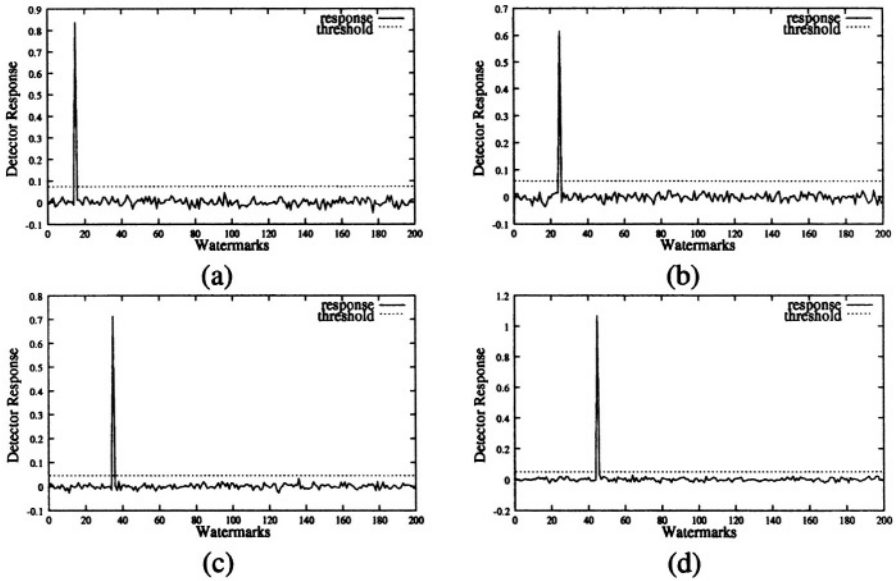 0.9
0.8
0.7
0.6
0.5
0.4
0.3
0.2
0.1
0
-0.1
Detector Response
response
threshold
0 20 40 60 80 100 120 140 160 180 200
Watermarks
(a)
0.7
0.6
0.5
0.4
0.3
0.2
0.1
0
-0.1
Detector Response
response
threshold
0 20 40 60 80 100 120 140 160 180 200
Watermarks
(b)
0.8
0.7
0.6
0.5
0.4
0.3
0.2
0.1
0
-0.1
Detector Response
response
threshold
0 20 40 60 80 100 120 140 160 180 200
Watermarks
(c)
1.2
1
0.8
0.6
0.4
0.2
0
-0.2
Detector Response
response
threshold
0 20 40 60 80 100 120 140 160 180 200
Watermarks
(d)